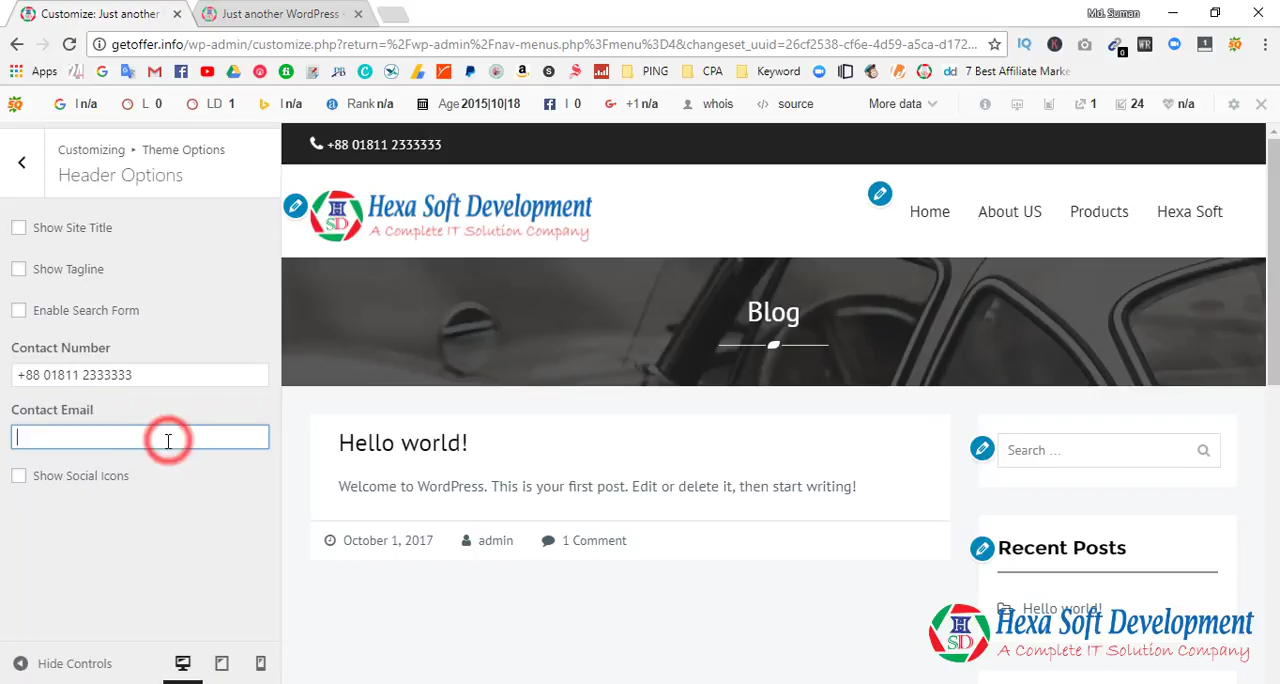 Customize: Just another
Just another WordPress
Md. Suman
getoffer.info/wp-admin/customize.php?return=%2Fwp-admin%2Fnav-menus.php%3Fmenu%3D4&changeset_uuid=26cf2538-cf6e-4d59-a5ca-d172...
Apps
PING
CPA
Keyword
7 Best Affiliate Marke
I n/a
L 0
LD 1
I n/a
Rank n/a
Age 2015|10|18
I 0
+1 n/a
whois
source
More data
1
24
n/a
Customizing ▸ Theme Options
Header Options
Show Site Title
Show Tagline
Enable Search Form
Contact Number
+88 01811 2333333
Contact Email
Show Social Icons
Hide Controls
+88 01811 2333333
HSD
Hexa Soft Development
A Complete IT Solution Company
Home
About US
Products
Hexa Soft
Blog
Hello world!
Welcome to WordPress. This is your first post. Edit or delete it, then start writing!
October 1, 2017
admin
1 Comment
Search ...
Recent Posts
Hello world!
HSD
Hexa Soft Development
A Complete IT Solution Company